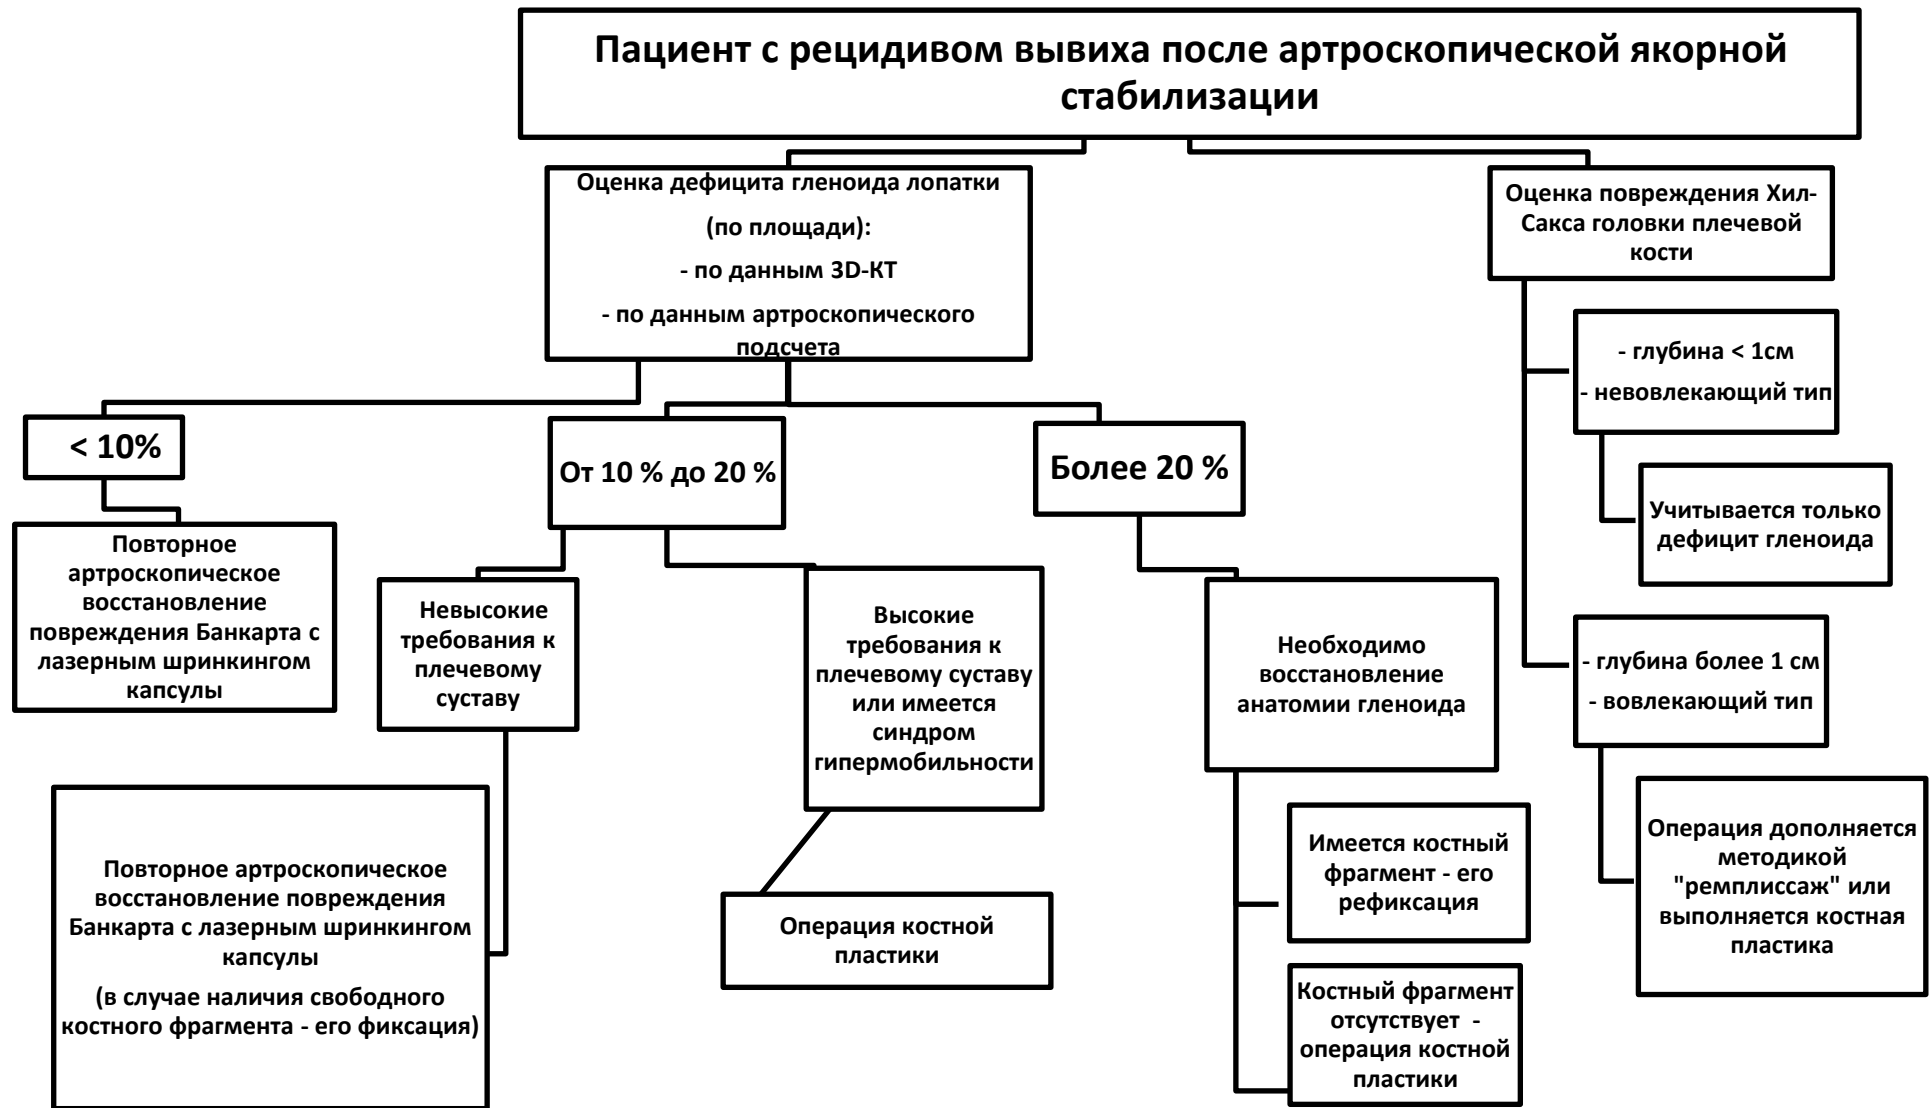 Пациент с рецидивом вывиха после артроскопической якорной
стабилизации
Оценка дефицита гленоида лопатки
(по площади):
- по данным 3D-КТ
- по данным артроскопического
подсчета
Оценка повреждения Хил-
Сакса головки плечевой
кости
- глубина < 1см
- невовлекающий тип
Учитывается только
дефицит гленоида
- глубина более 1 см
- вовлекающий тип
Операция дополняется
методикой
"ремплиссаж" или
выполняется костная
пластика
< 10%
Повторное
артроскопическое
восстановление
повреждения Банкарта с
лазерным шринкингом
капсулы
От 10 % до 20 %
Невысокие
требования к
плечевому
суставу
Повторное артроскопическое
восстановление повреждения
Банкарта с лазерным шринкингом
капсулы
(в случае наличия свободного
костного фрагмента - его фиксация)
Высокие
требования к
плечевому суставу
или имеется
синдром
гипермобильности
Операция костной
пластики
Более 20 %
Необходимо
восстановление
анатомии гленоида
Имеется костный
фрагмент - его
рефиксация
Костный фрагмент
отсутствует -
операция костной
пластики